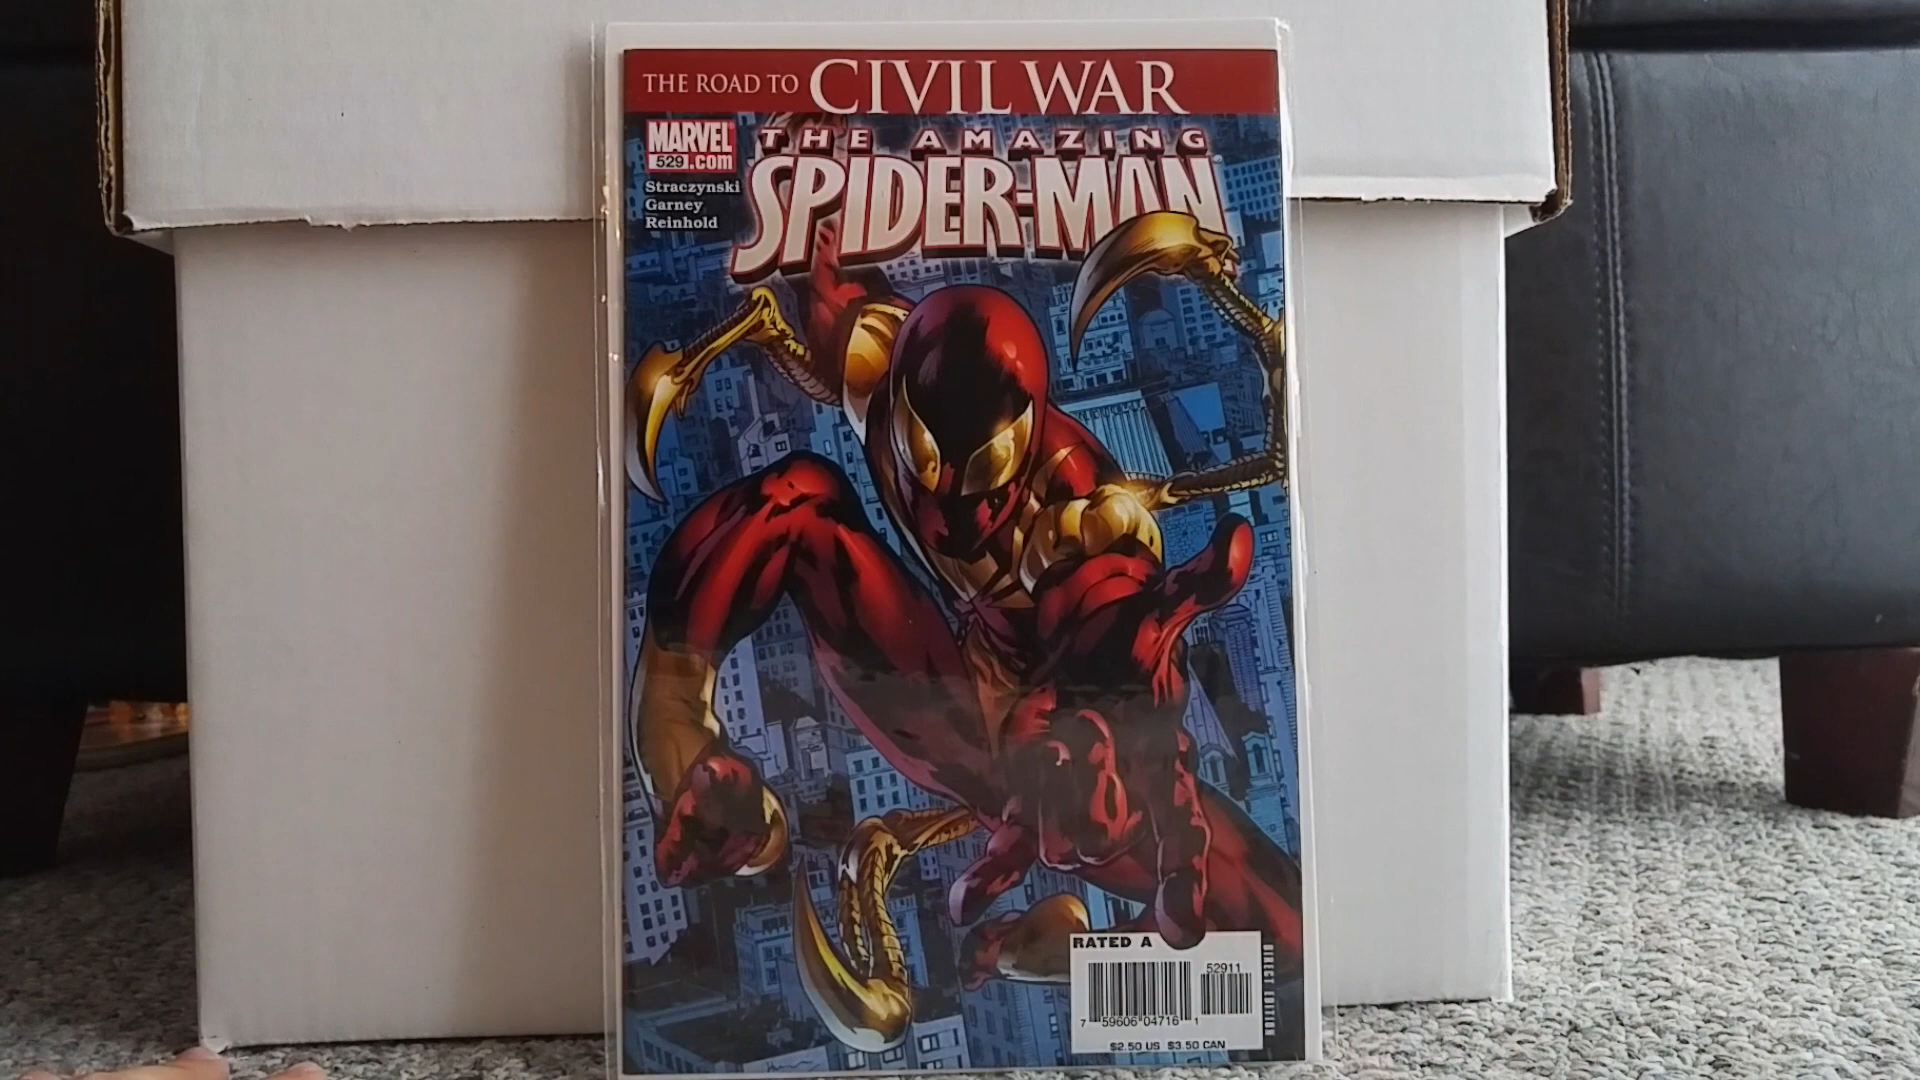 THE ROAD TO CIVIL WAR
MARVEL
529 .com
THE AMAZING
SPIDER-MAN
Straczynski
Garney
Reinhold
RATED A
52911
7 59606 04716 1
$2.50 US $3.50 CAN
DIRECT EDITION